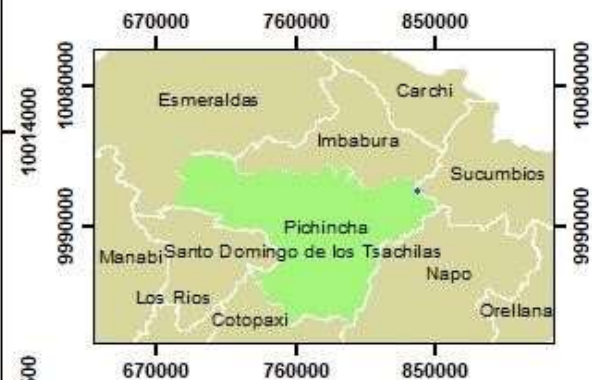 670000 760000 850000
10080000
10080000
10014000
Esmeraldas
Carchi
Imbabura
Sucumbios
9990000
9990000
Pichincha
Manabi
Santo Domingo de los Tsachilas
Napo
Los Rios
Orellana
Cotopaxi
670000 760000 850000